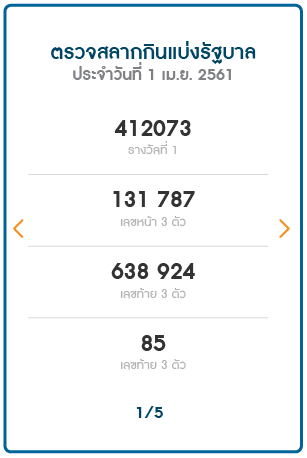 ตรวจสลากกินแบ่งรัฐบาล
ประจำวันที่ 1 เม.ย. 2561
412073
รางวัลที่ 1
131 787
เลขหน้า 3 ตัว
638 924
เลขท้าย 3 ตัว
85
เลขท้าย 3 ตัว
1/5